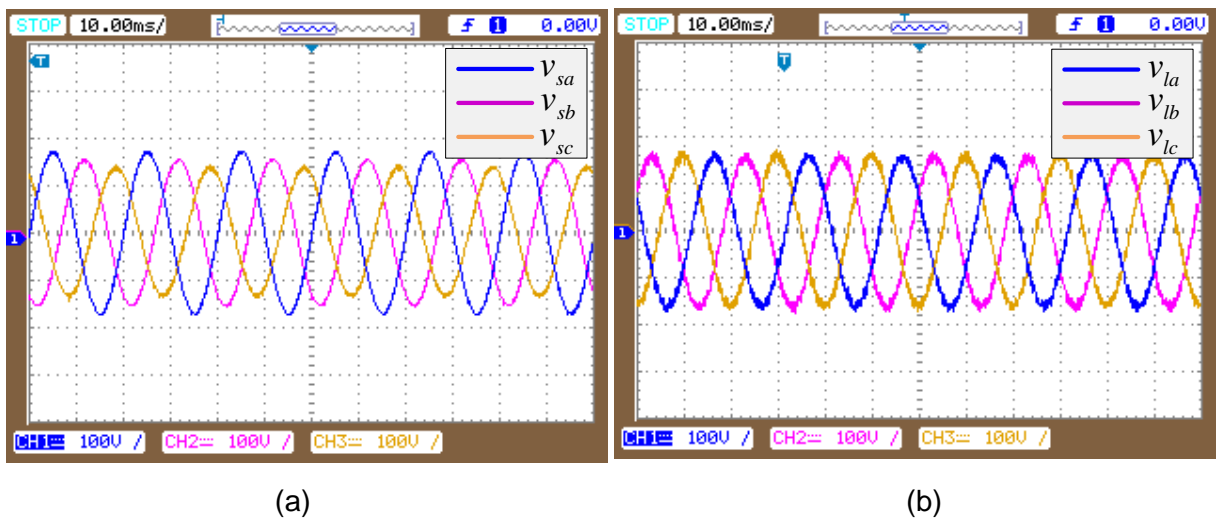 STOP 10.00ms/ 1 0.00V
T
v_sa
v_sb
v_sc
1
CH1 100V / CH2 100V / CH3 100V /
(a)
STOP 10.00ms/ 1 0.00V
T
v_la
v_lb
v_lc
1
CH1 100V / CH2 100V / CH3 100V /
(b)